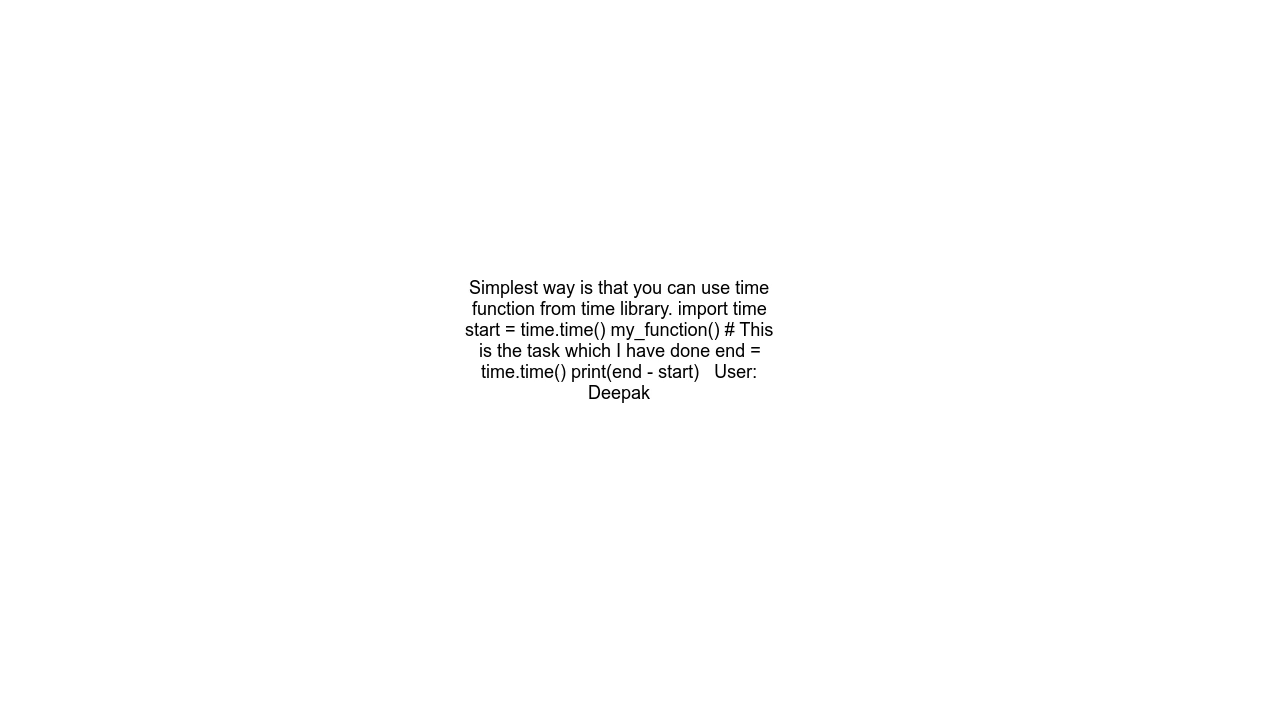 Simplest way is that you can use time
function from time library. import time
start = time.time() my_function() # This
is the task which I have done end =
time.time() print(end - start)   User:
Deepak